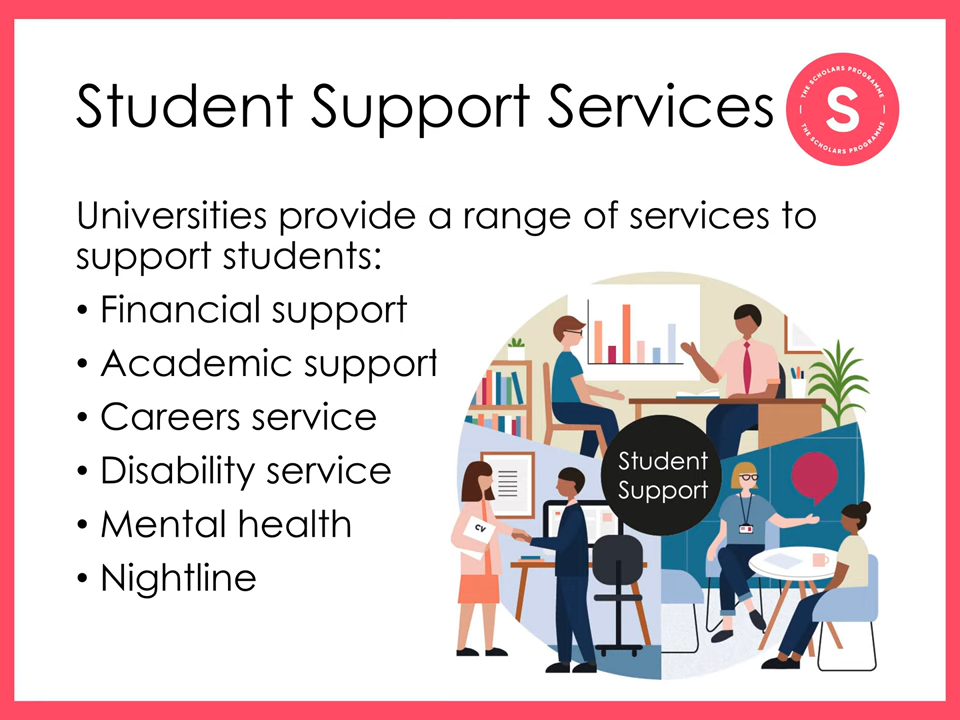 Student Support Services
THE SCHOLARS PROGRAMME
S
THE SCHOLARS PROGRAMME
Universities provide a range of services to
support students:
• Financial support
• Academic support
• Careers service
• Disability service
• Mental health
• Nightline
Student
Support
CV